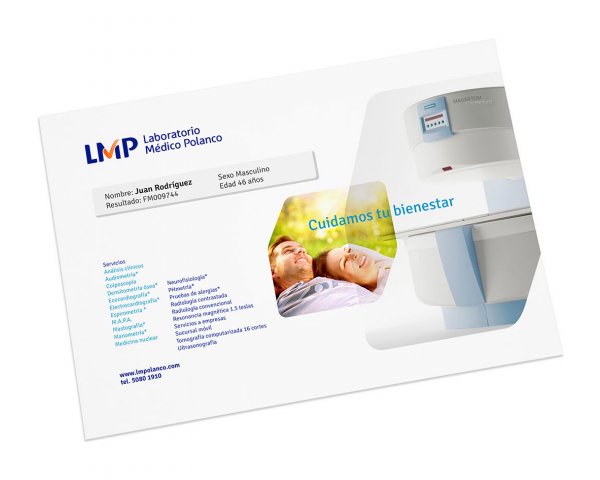 LMP Laboratorio
Médico Polanco
Nombre: Juan Rodríguez
Resultado: FM009744
Sexo Masculino
Edad 46 años
MAGNETOM
Cuidamos tu bienestar
Servicios
Análisis clínicos
Audiometría*
Colposcopía
Densitometría ósea*
Ecocardiografía*
Electrocardiografía*
Espirometría *
M.A.P.A.
Mastografía*
Manometría*
Medicina nuclear
Neurofisiología*
PHmetría*
Pruebas de alergias*
Radiología contrastada
Radiología convencional
Resonancia magnética 1.5 teslas
Servicios a empresas
Sucursal móvil
Tomografía computarizada 16 cortes
Ultrasonografía
www.lmpolanco.com
tel. 5080 1910